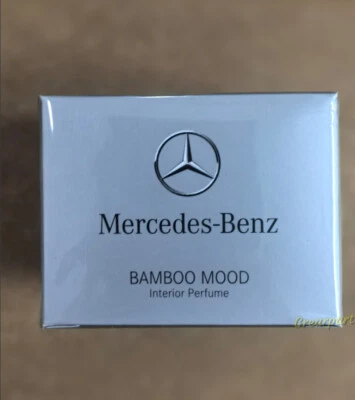 Mercedes-Benz
BAMBOO MOOD
Interior Perfume